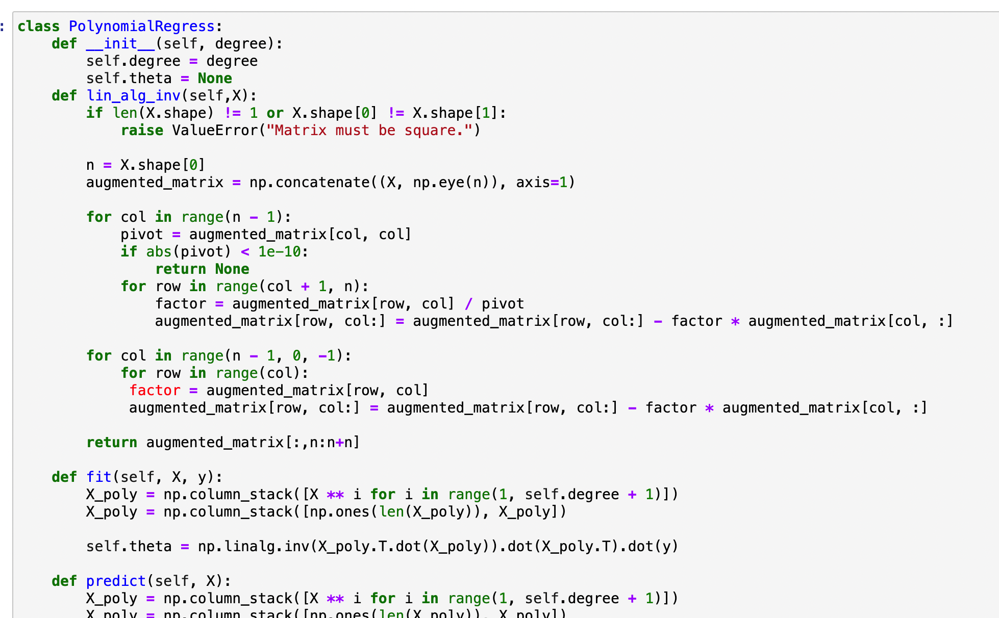 : class PolynomialRegress:
    def __init__(self, degree):
        self.degree = degree
        self.theta = None
    def lin_alg_inv(self,X):
        if len(X.shape) != 1 or X.shape[0] != X.shape[1]:
            raise ValueError("Matrix must be square.")

        n = X.shape[0]
        augmented_matrix = np.concatenate((X, np.eye(n)), axis=1)

        for col in range(n - 1):
            pivot = augmented_matrix[col, col]
            if abs(pivot) < 1e-10:
                return None
            for row in range(col + 1, n):
                factor = augmented_matrix[row, col] / pivot
                augmented_matrix[row, col:] = augmented_matrix[row, col:] - factor * augmented_matrix[col, :]

        for col in range(n - 1, 0, -1):
            for row in range(col):
             factor = augmented_matrix[row, col]
             augmented_matrix[row, col:] = augmented_matrix[row, col:] - factor * augmented_matrix[col, :]

        return augmented_matrix[:,n:n+n]

    def fit(self, X, y):
        X_poly = np.column_stack([X ** i for i in range(1, self.degree + 1)])
        X_poly = np.column_stack([np.ones(len(X_poly)), X_poly])

        self.theta = np.linalg.inv(X_poly.T.dot(X_poly)).dot(X_poly.T).dot(y)

    def predict(self, X):
        X_poly = np.column_stack([X ** i for i in range(1, self.degree + 1)])
        X_poly = np.column_stack([np.ones(len(X_poly)), X_poly])